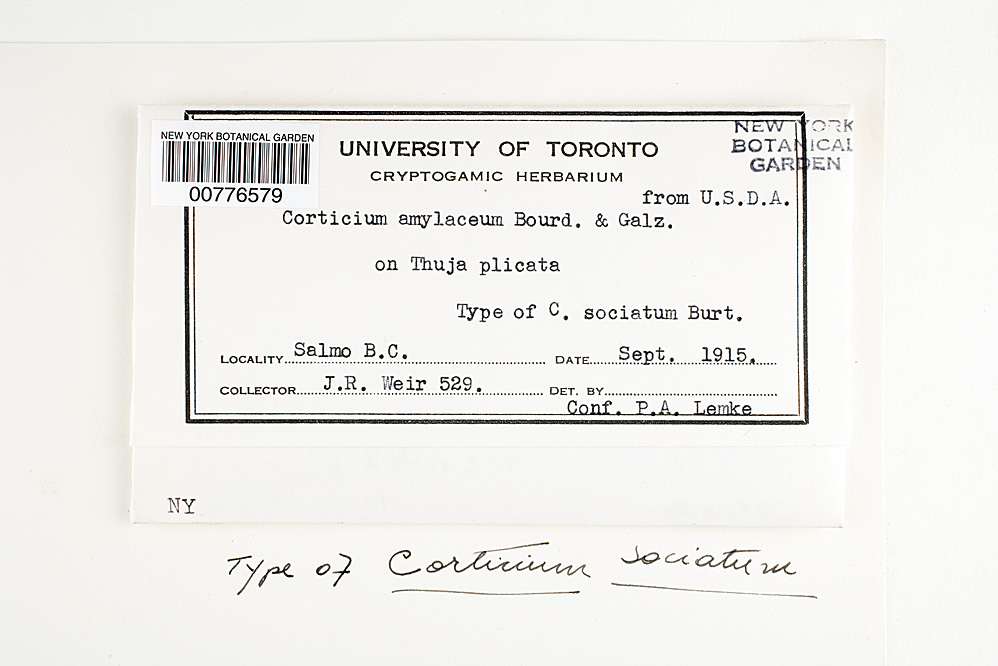 NEW YORK BOTANICAL GARDEN
00776579
NEW YORK
BOTANICAL
GARDEN
UNIVERSITY OF TORONTO
CRYPTOGAMIC HERBARIUM
from U.S.D.A.
Corticium amylaceum Bourd. & Galz.
on Thuja plicata
Type of C. sociatum Burt.
LOCALITY Salmo B.C. DATE Sept. 1915.
COLLECTOR J.R. Weir 529. DET. BY
Conf. P.A. Lemke
NY
Type of Corticium sociatum